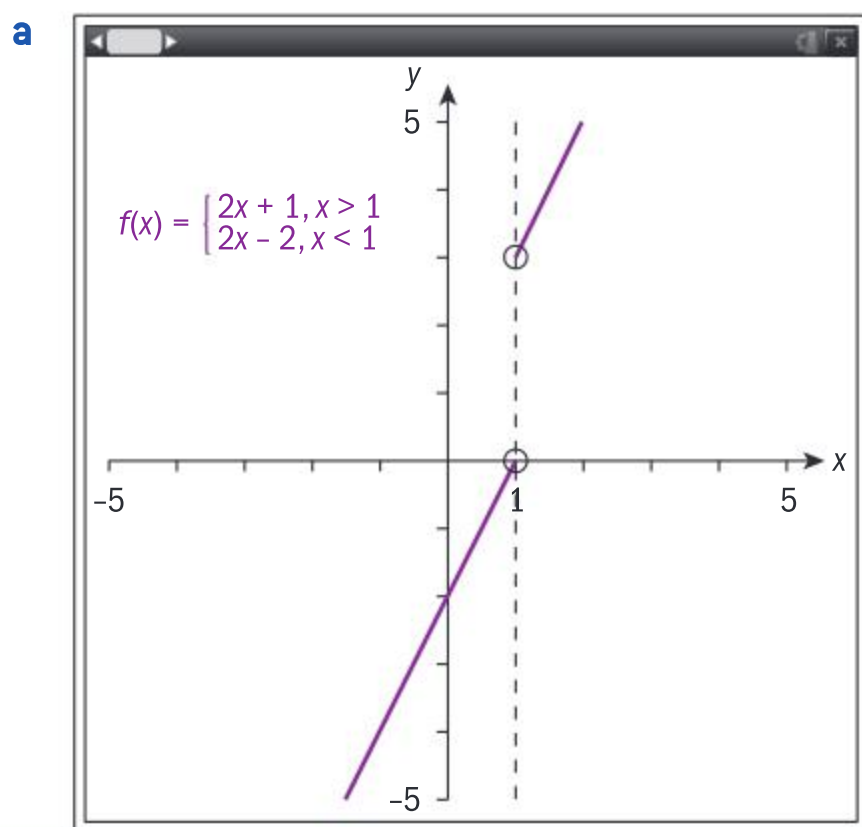 a
y
5
f(x) = { 2x + 1, x > 1
2x – 2, x < 1
x
–5
1
5
–5